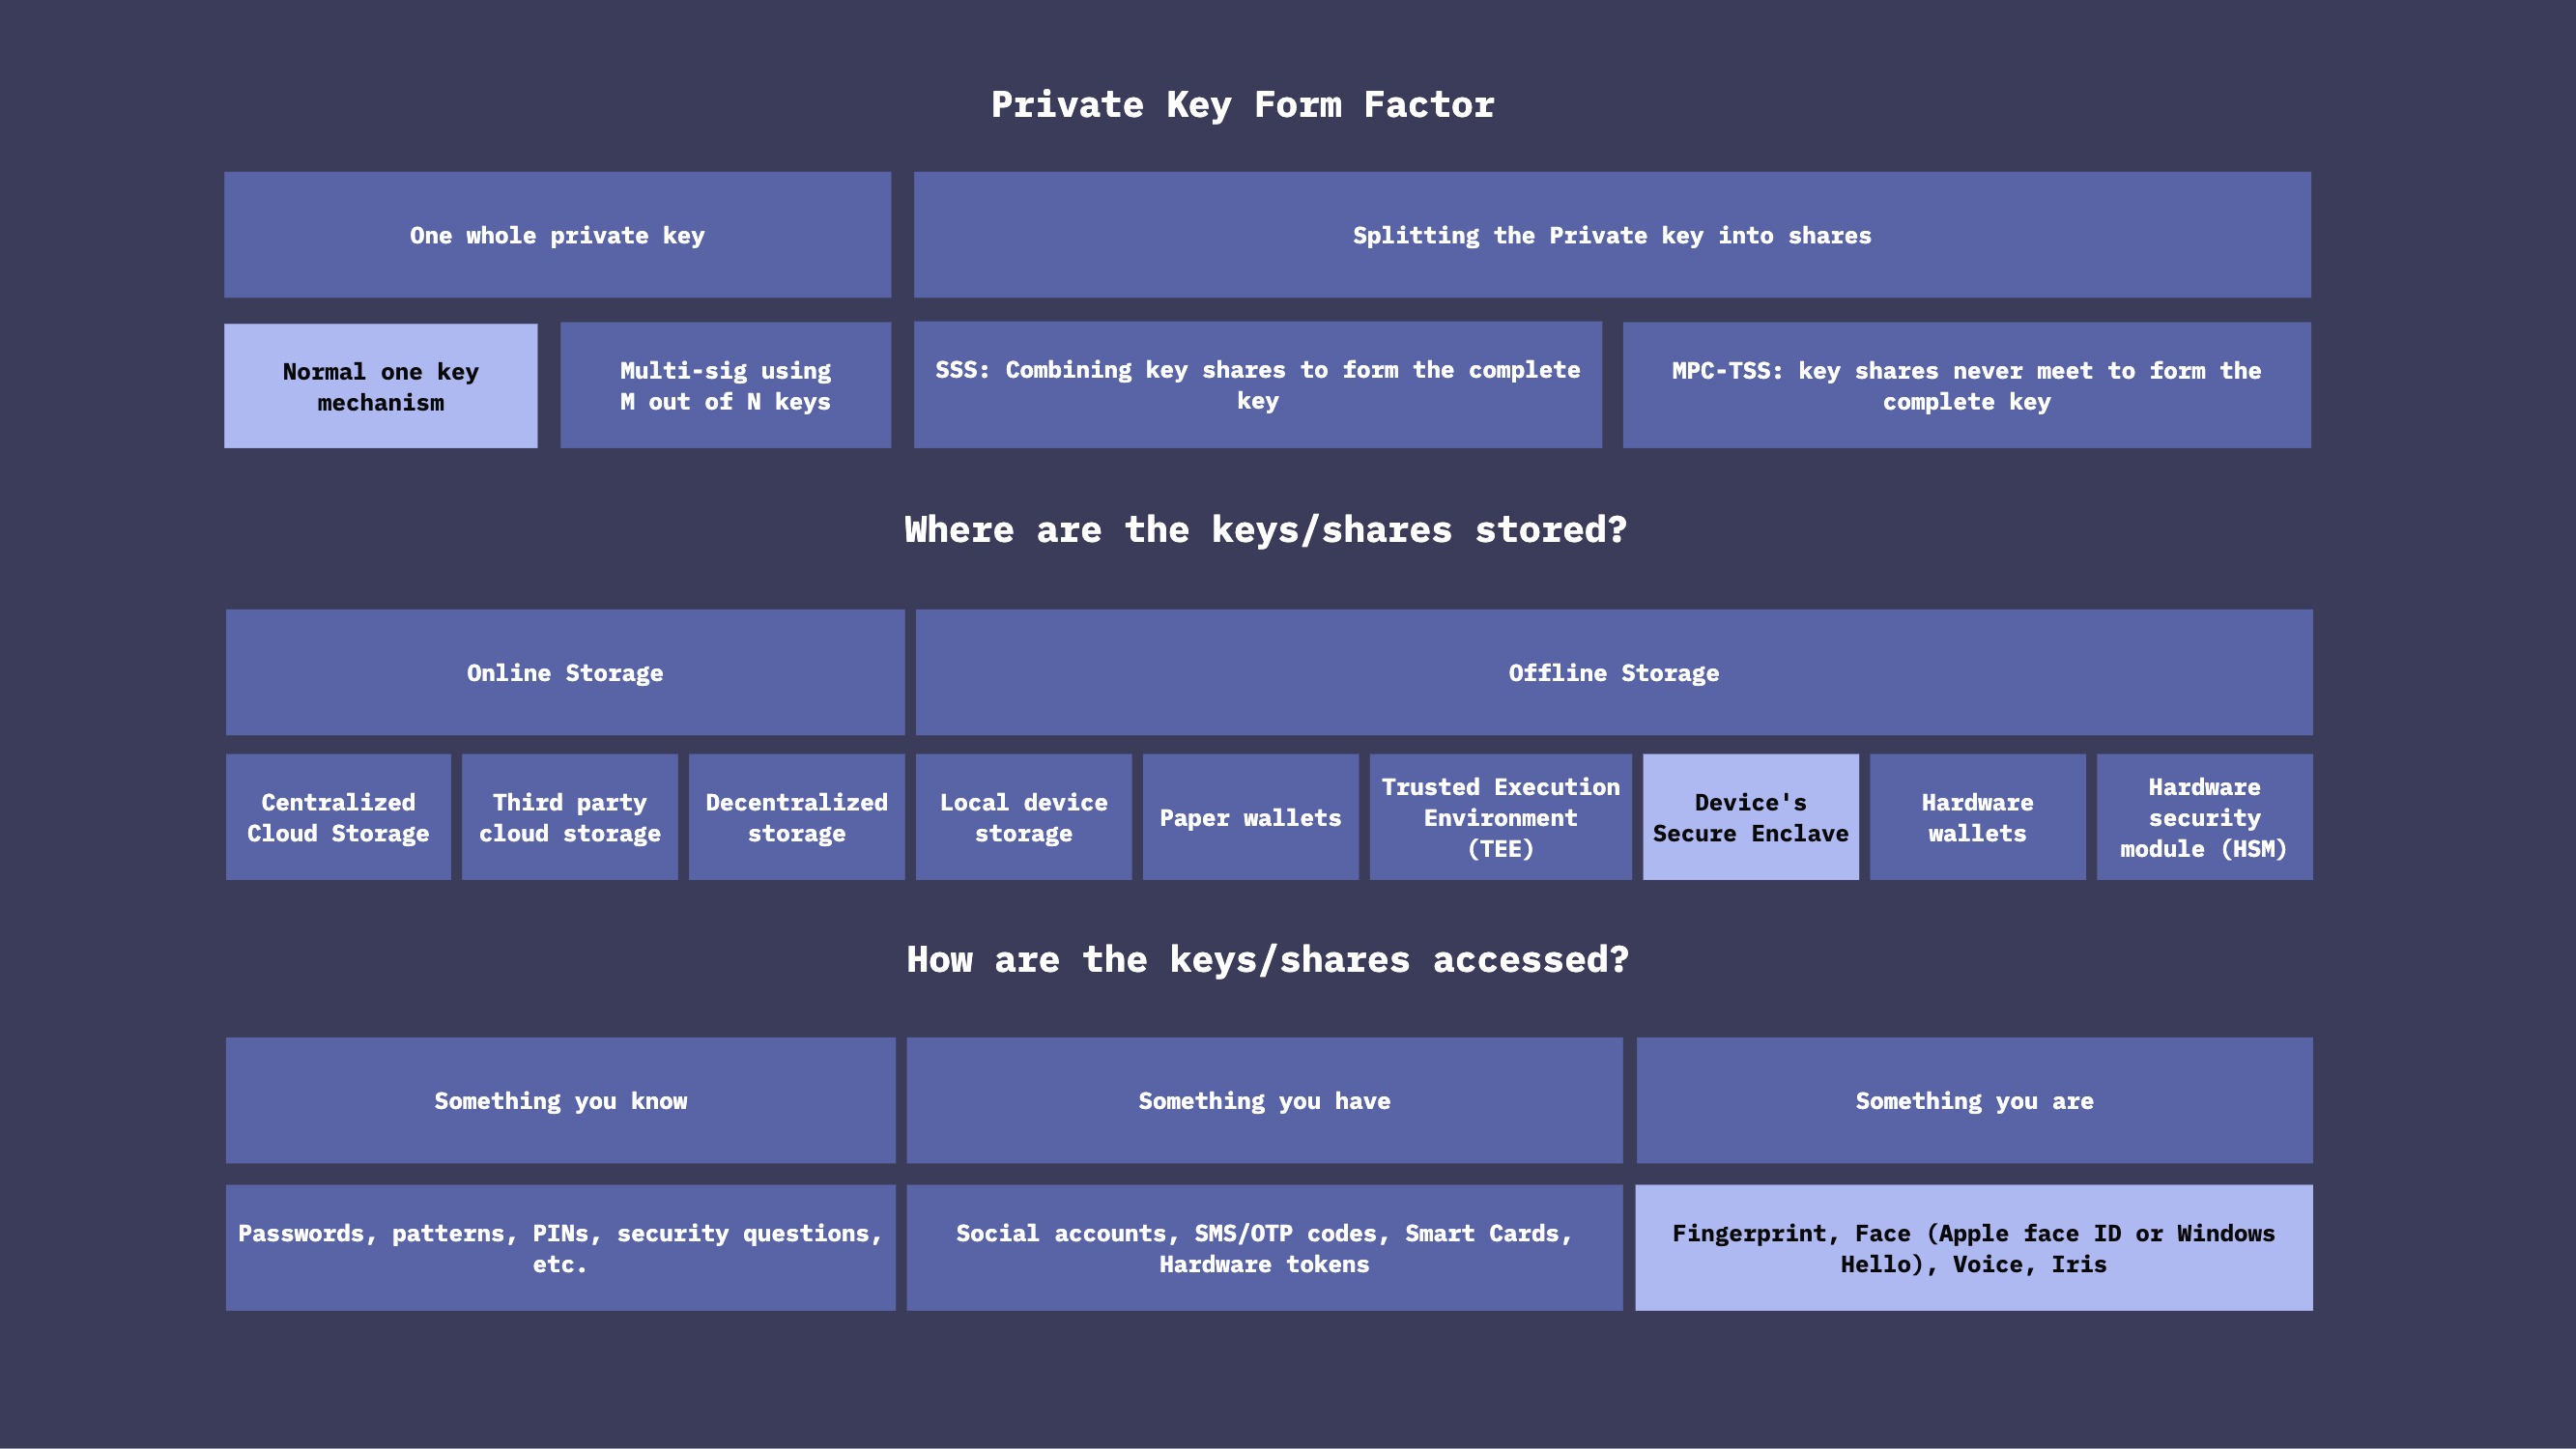 Private Key Form Factor
One whole private key
Splitting the Private key into shares
Normal one key
mechanism
Multi-sig using
M out of N keys
SSS: Combining key shares to form the complete
key
MPC-TSS: key shares never meet to form the
complete key
Where are the keys/shares stored?
Online Storage
Offline Storage
Centralized
Cloud Storage
Third party
cloud storage
Decentralized
storage
Local device
storage
Paper wallets
Trusted Execution
Environment
(TEE)
Device's
Secure Enclave
Hardware
wallets
Hardware
security
module (HSM)
How are the keys/shares accessed?
Something you know
Something you have
Something you are
Passwords, patterns, PINs, security questions,
etc.
Social accounts, SMS/OTP codes, Smart Cards,
Hardware tokens
Fingerprint, Face (Apple face ID or Windows
Hello), Voice, Iris